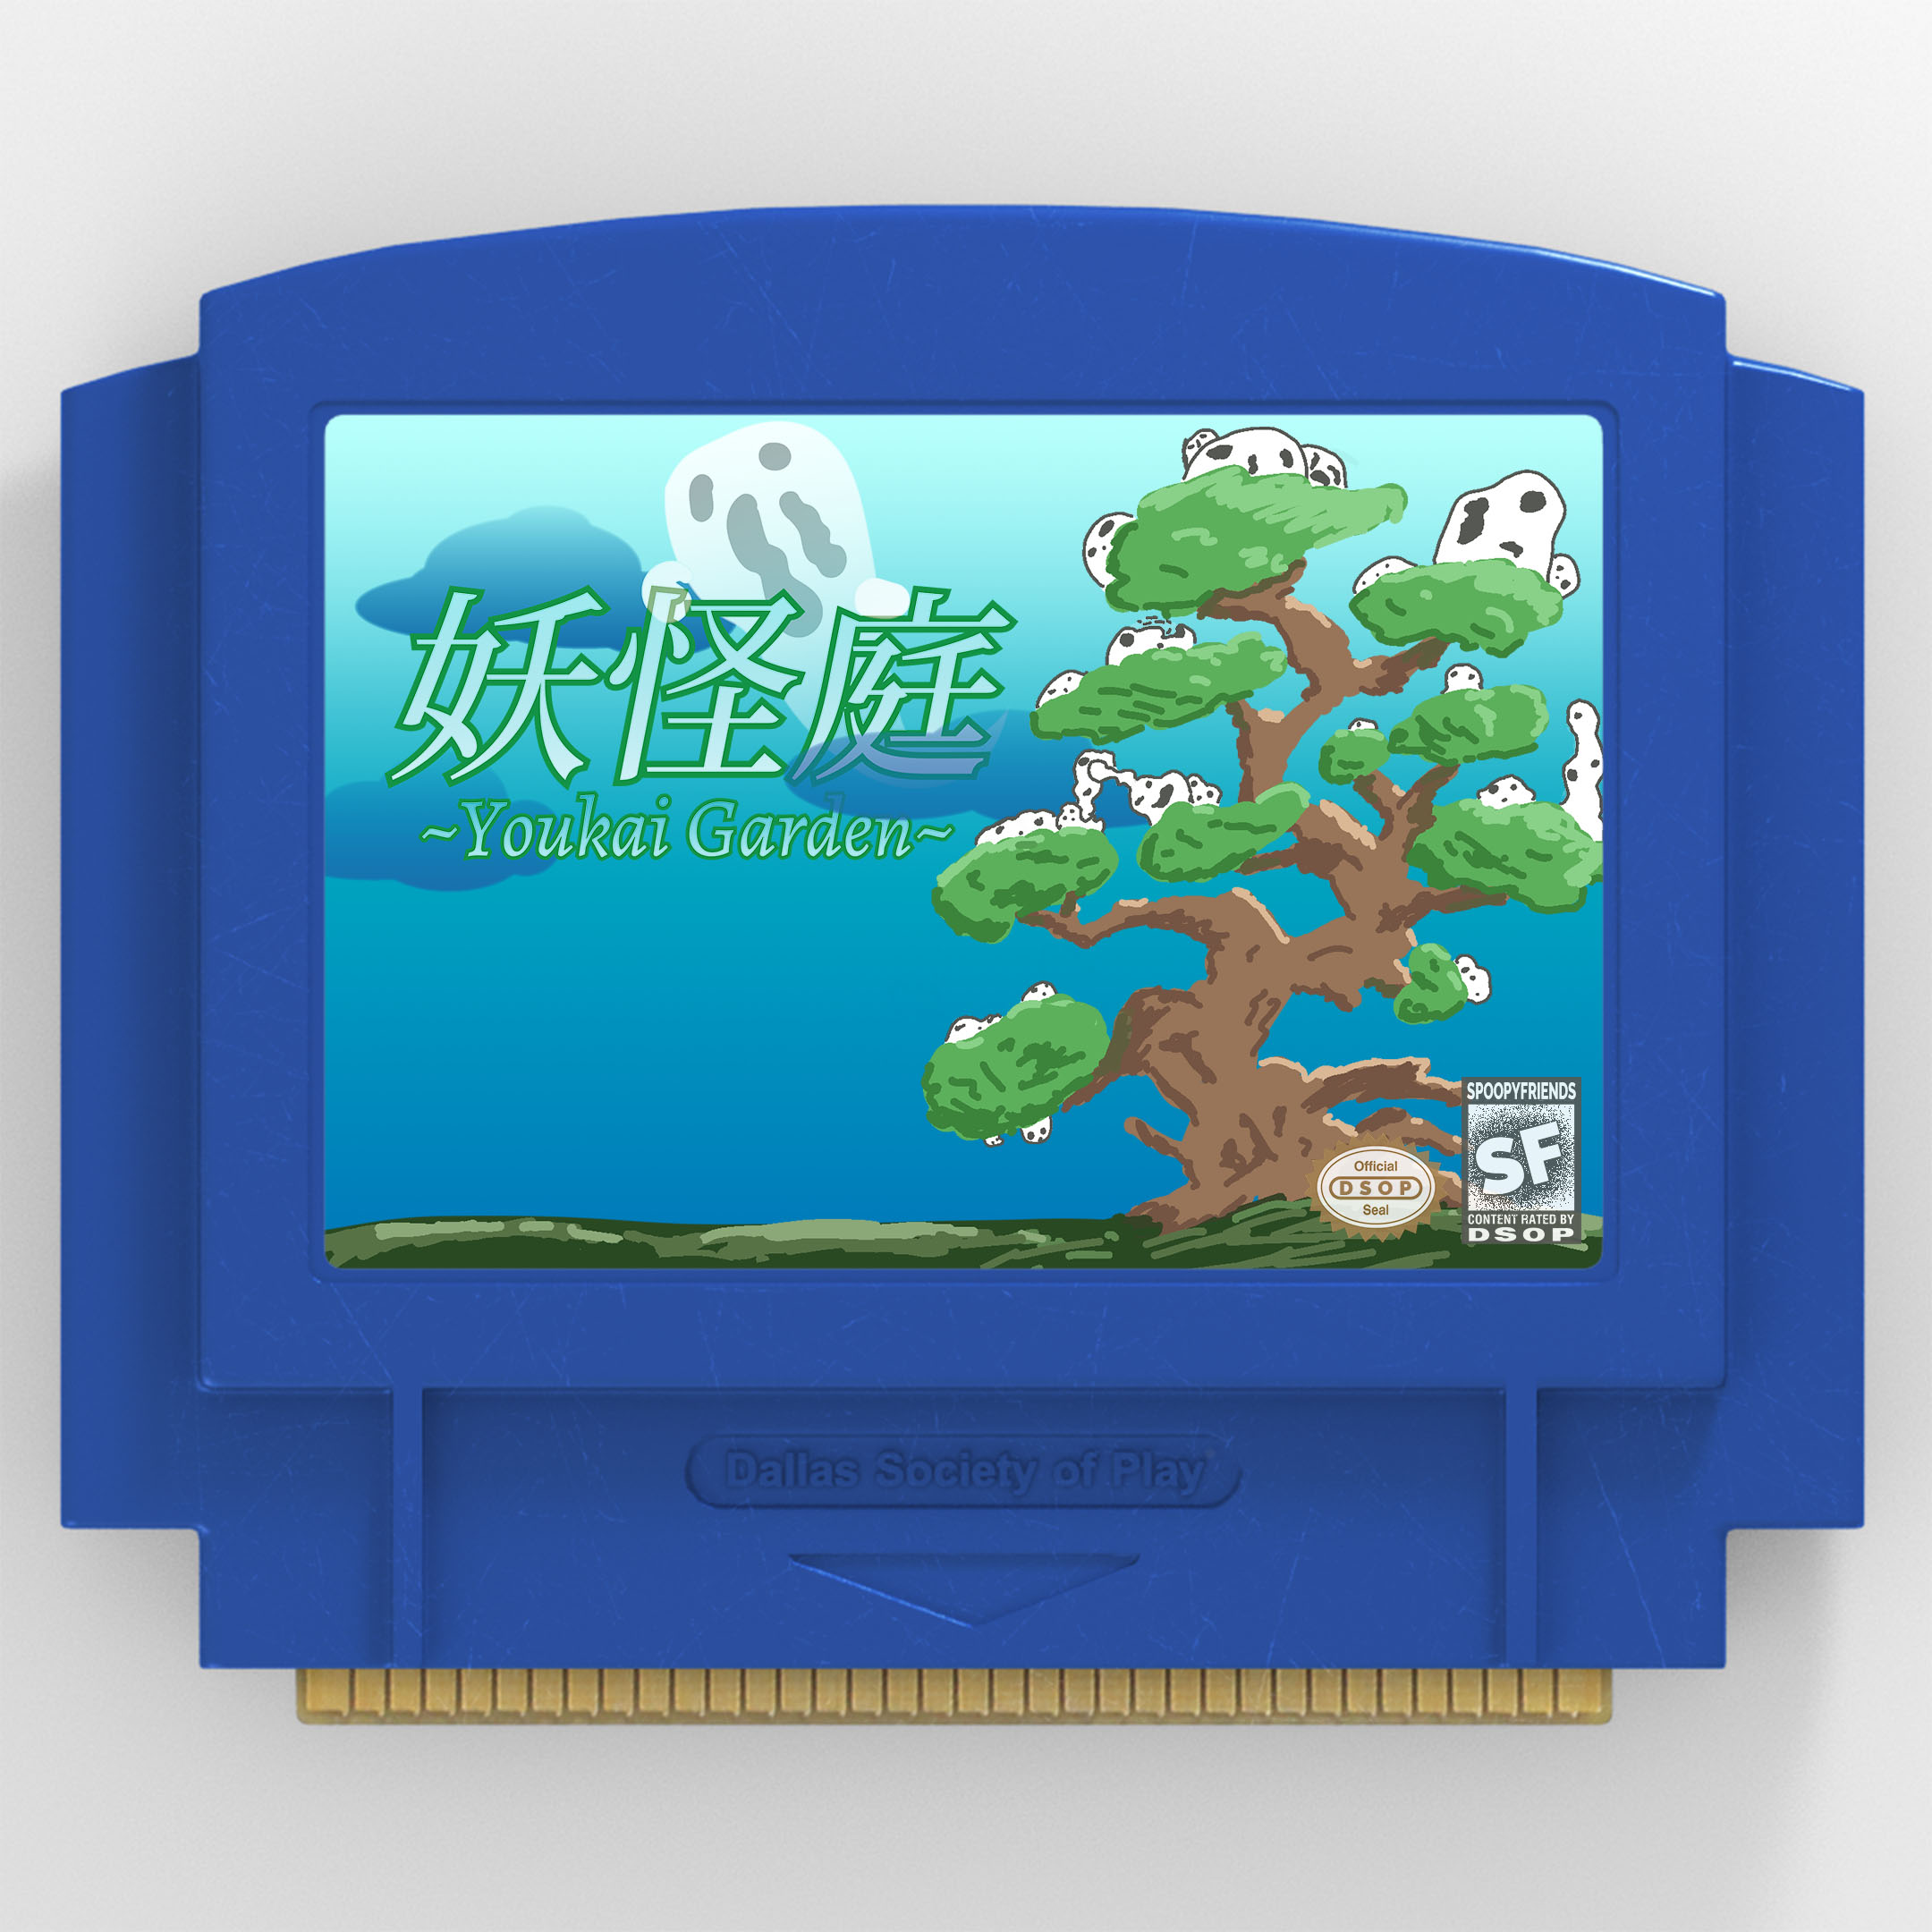 妖怪庭
~Youkai Garden~
SPOOPYFRIENDS
SF
CONTENT RATED BY
DSOP
Official
DSOP
Seal
Dallas Society of Play